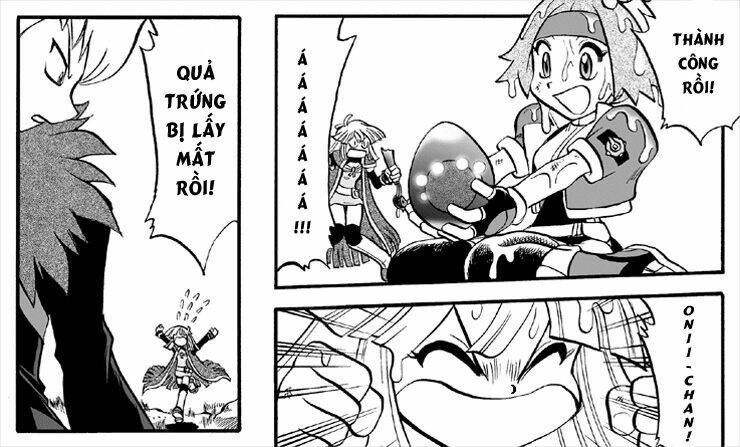 QUẢ
TRỨNG
BỊ LẤY
MẤT
RỒI!
THÀNH
CÔNG
RỒI!
Á
Á
Á
Á
Á
Á
Á
Á
!!!
ONII-CHAN!